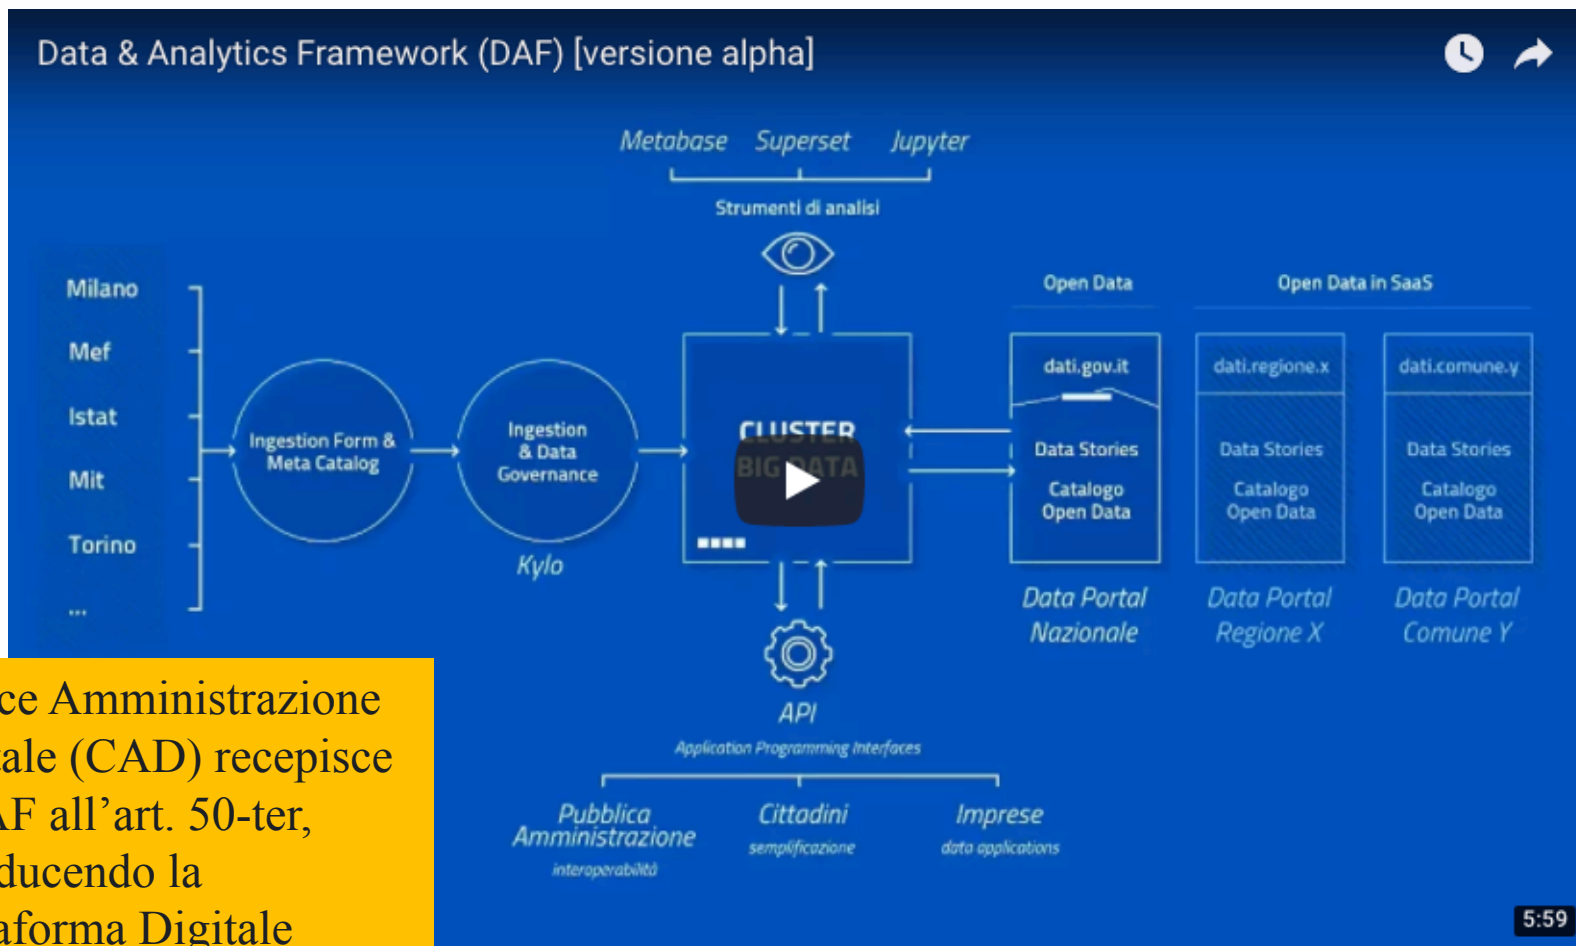 Data & Analytics Framework (DAF) [versione alpha]
Metabase Superset Jupyter
Strumenti di analisi
Milano
Mef
Istat
Mit
Torino
...
Ingestion Form &
Meta Catalog
Ingestion
& Data
Governance
Kylo
CLUSTER
BIG DATA
Open Data
dati.gov.it
Data Stories
Catalogo
Open Data
Data Portal
Nazionale
Open Data in SaaS
dati.regione.x
Data Stories
Catalogo
Open Data
Data Portal
Regione X
dati.comune.y
Data Stories
Catalogo
Open Data
Data Portal
Comune Y
API
Application Programming Interfaces
Pubblica
Amministrazione
interoperabilità
Cittadini
semplificazione
Imprese
data applications
ce Amministrazione
tale (CAD) recepisce
AF all’art. 50-ter,
ducendo la
aforma Digitale
5:59